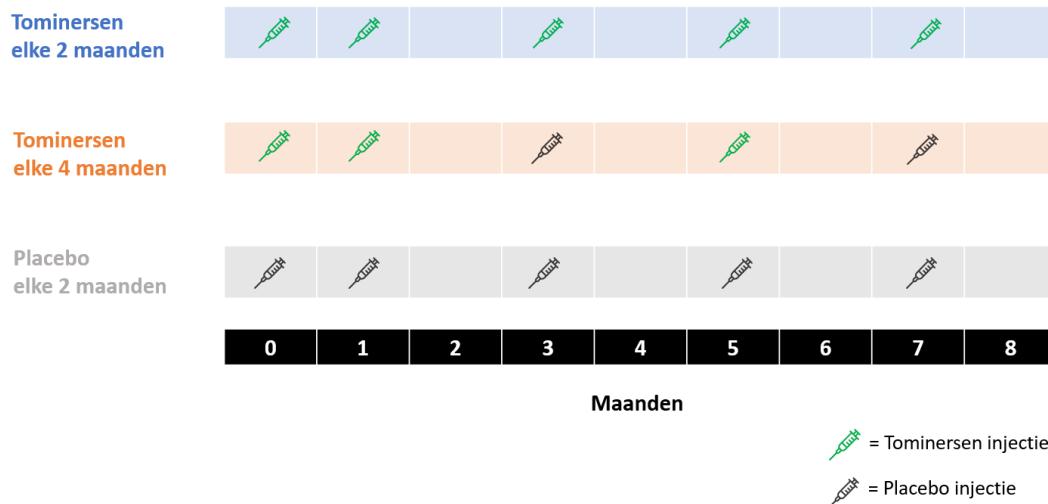 Tominersen
elke 2 maanden
Tominersen
elke 4 maanden
Placebo
elke 2 maanden
0 1 2 3 4 5 6 7 8
Maanden
= Tominersen injectie
= Placebo injectie